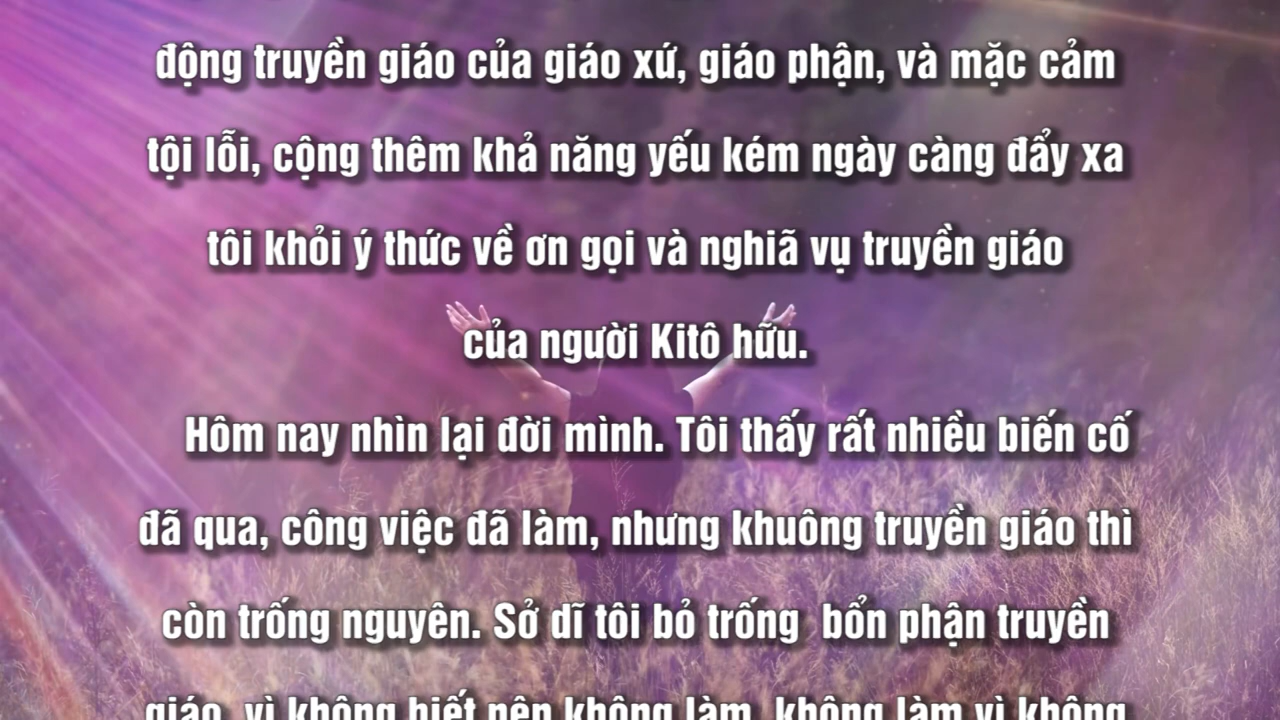 động truyền giáo của giáo xứ, giáo phận, và mặc cảm
tội lỗi, cộng thêm khả năng yếu kém ngày càng đẩy xa
tôi khỏi ý thức về ơn gọi và nghiã vụ truyền giáo
của người Kitô hữu.
Hôm nay nhìn lại đời mình. Tôi thấy rất nhiều biến cố
đã qua, công việc đã làm, nhưng khuông truyền giáo thì
còn trống nguyên. Sở dĩ tôi bỏ trống bổn phận truyền
giáo, vì không biết nên không làm, không làm vì không